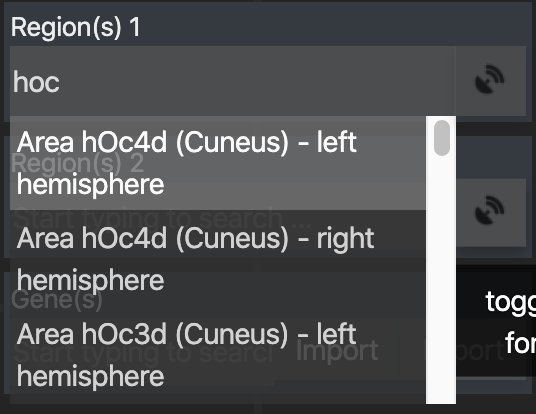 Region(s) 1
hoc
Area hOc4d (Cuneus) - left
Region(s) 2
hemisphere
Start typing to search ...
Area hOc4d (Cuneus) - right
hemisphere
Gene(s)
togg
Area hOc3d (Cuneus) - left
for
Start typing to search
Import
port
hemisphere